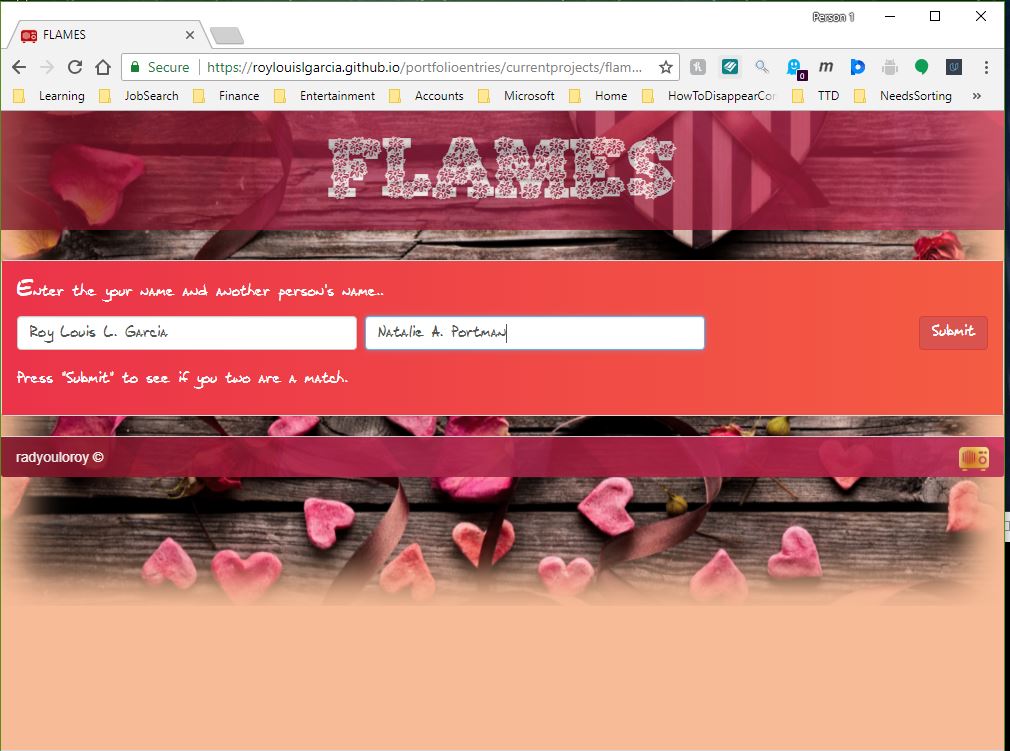 Person 1
FLAMES
Secure https://roylouislgarcia.github.io/portfolioentries/currentprojects/flam...
0 m
Learning JobSearch Finance Entertainment Accounts Microsoft Home HowToDisappearCon TTD NeedsSorting »
FLAMES
Enter the your name and another person's name..
Roy Louis L. Garcia Natalie A. Portman Submit
Press "Submit" to see if you two are a match.
radyouloroy ©